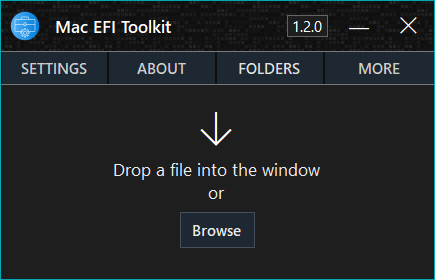 Mac EFI Toolkit 1.2.0
SETTINGS ABOUT FOLDERS MORE
Drop a file into the window
or
Browse